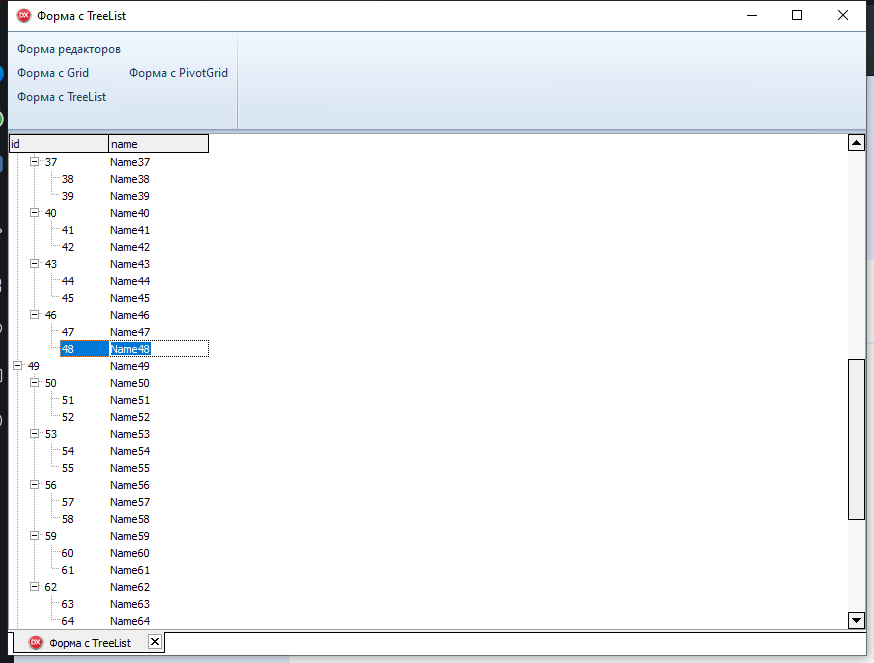 DX Форма с TreeList
Форма редакторов
Форма с Grid Форма с PivotGrid
Форма с TreeList
id name
37 Name37
38 Name38
39 Name39
40 Name40
41 Name41
42 Name42
43 Name43
44 Name44
45 Name45
46 Name46
47 Name47
48 Name48
49 Name49
50 Name50
51 Name51
52 Name52
53 Name53
54 Name54
55 Name55
56 Name56
57 Name57
58 Name58
59 Name59
60 Name60
61 Name61
62 Name62
63 Name63
64 Name64
DX Форма с TreeList